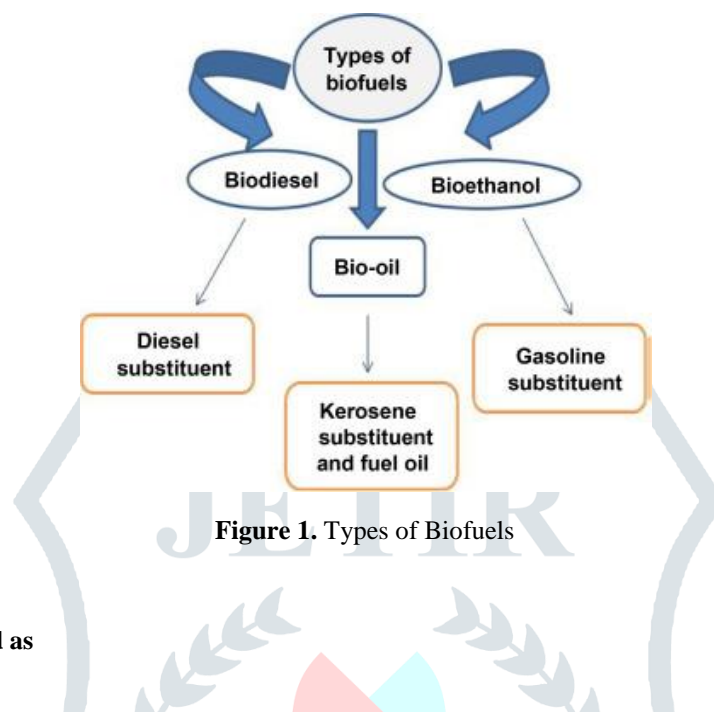 Types of
biofuels
Biodiesel
Bioethanol
Bio-oil
Diesel
substituent
Gasoline
substituent
Kerosene
substituent
and fuel oil
JETIR
Figure 1. Types of Biofuels
as